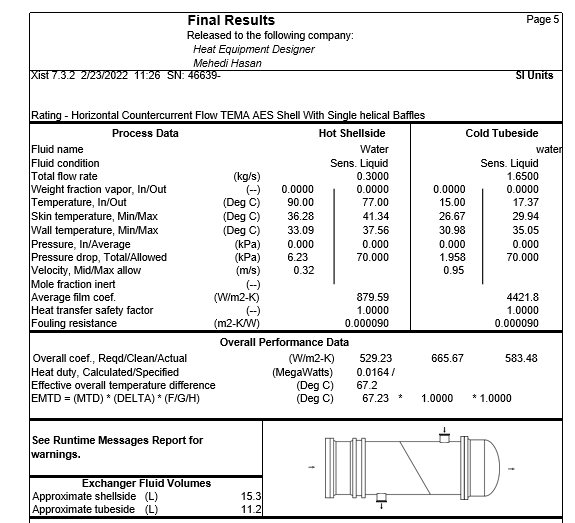 Final Results
Page 5
Released to the following company:
Heat Equipment Designer
Mehedi Hasan
Xist 7.3.2 2/23/2022 11:26 SN: 46639- SI Units
Rating - Horizontal Countercurrent Flow TEMA AES Shell With Single helical Baffles
Process Data Hot Shellside Cold Tubeside
Fluid name Water water
Fluid condition Sens. Liquid Sens. Liquid
Total flow rate (kg/s) 0.3000 1.6500
Weight fraction vapor, In/Out (--) 0.0000 0.0000 0.0000 0.0000
Temperature, In/Out (Deg C) 90.00 77.00 15.00 17.37
Skin temperature, Min/Max (Deg C) 36.28 41.34 26.67 29.94
Wall temperature, Min/Max (Deg C) 33.09 37.56 30.98 35.05
Pressure, In/Average (kPa) 0.000 0.000 0.000 0.000
Pressure drop, Total/Allowed (kPa) 6.23 70.000 1.958 70.000
Velocity, Mid/Max allow (m/s) 0.32 0.95
Mole fraction inert (--)
Average film coef. (W/m2-K) 879.59 4421.8
Heat transfer safety factor (--) 1.0000 1.0000
Fouling resistance (m2-K/W) 0.000090 0.000090
Overall Performance Data
Overall coef., Reqd/Clean/Actual (W/m2-K) 529.23 665.67 583.48
Heat duty, Calculated/Specified (MegaWatts) 0.0164 /
Effective overall temperature difference (Deg C) 67.2
EMTD = (MTD) * (DELTA) * (F/G/H) (Deg C) 67.23 * 1.0000 * 1.0000
See Runtime Messages Report for
warnings.
Exchanger Fluid Volumes
Approximate shellside (L) 15.3
Approximate tubeside (L) 11.2